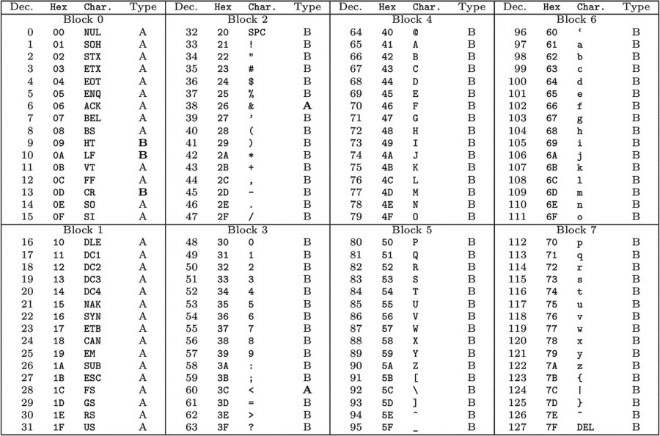 Dec. Hex Char. Type Dec. Hex Char. Type Dec. Hex Char. Type Dec. Hex Char. Type
Block 0 Block 2 Block 4 Block 6
0 00 NUL A 32 20 SPC B 64 40 @ B 96 60 ‘ B
1 01 SOH A 33 21 ! B 65 41 A B 97 61 a B
2 02 STX A 34 22 " B 66 42 B B 98 62 b B
3 03 ETX A 35 23 # B 67 43 C B 99 63 c B
4 04 EOT A 36 24 $ B 68 44 D B 100 64 d B
5 05 ENQ A 37 25 % B 69 45 E B 101 65 e B
6 06 ACK A 38 26 & A 70 46 F B 102 66 f B
7 07 BEL A 39 27 ’ B 71 47 G B 103 67 g B
8 08 BS A 40 28 ( B 72 48 H B 104 68 h B
9 09 HT B 41 29 ) B 73 49 I B 105 69 i B
10 0A LF B 42 2A * B 74 4A J B 106 6A j B
11 0B VT A 43 2B + B 75 4B K B 107 6B k B
12 0C FF A 44 2C , B 76 4C L B 108 6C l B
13 0D CR B 45 2D - B 77 4D M B 109 6D m B
14 0E SO A 46 2E . B 78 4E N B 110 6E n B
15 0F SI A 47 2F / B 79 4F O B 111 6F o B
Block 1 Block 3 Block 5 Block 7
16 10 DLE A 48 30 0 B 80 50 P B 112 70 p B
17 11 DC1 A 49 31 1 B 81 51 Q B 113 71 q B
18 12 DC2 A 50 32 2 B 82 52 R B 114 72 r B
19 13 DC3 A 51 33 3 B 83 53 S B 115 73 s B
20 14 DC4 A 52 34 4 B 84 54 T B 116 74 t B
21 15 NAK A 53 35 5 B 85 55 U B 117 75 u B
22 16 SYN A 54 36 6 B 86 56 V B 118 76 v B
23 17 ETB A 55 37 7 B 87 57 W B 119 77 w B
24 18 CAN A 56 38 8 B 88 58 X B 120 78 x B
25 19 EM A 57 39 9 B 89 59 Y B 121 79 y B
26 1A SUB A 58 3A : B 90 5A Z B 122 7A z B
27 1B ESC A 59 3B ; B 91 5B [ B 123 7B { B
28 1C FS A 60 3C < A 92 5C \ B 124 7C | B
29 1D GS A 61 3D = B 93 5D ] B 125 7D } B
30 1E RS A 62 3E > B 94 5E ^ B 126 7E ~ B
31 1F US A 63 3F ? B 95 5F _ B 127 7F DEL B